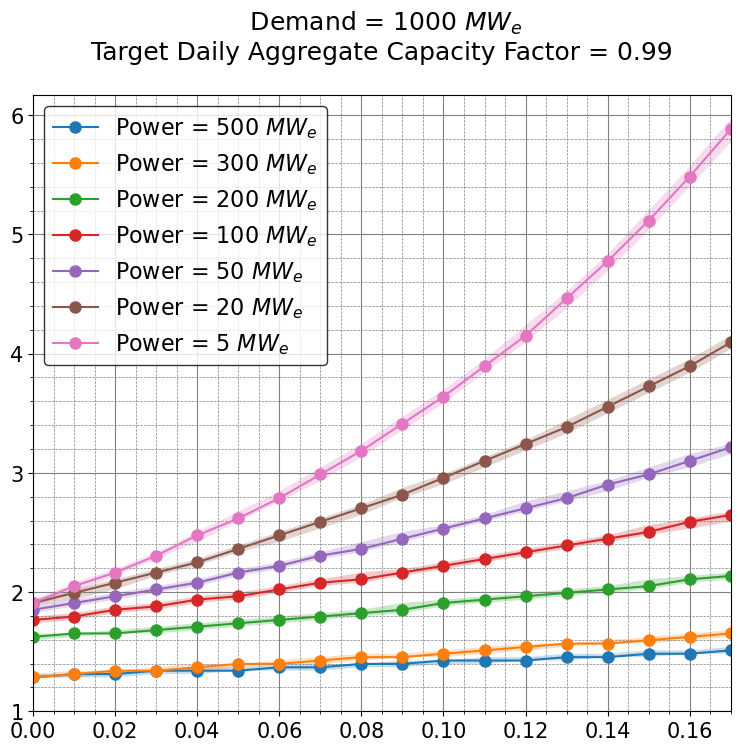 Demand = 1000 MWₑ
Target Daily Aggregate Capacity Factor = 0.99
6
5
4
3
2
1
Power = 500 MWₑ
Power = 300 MWₑ
Power = 200 MWₑ
Power = 100 MWₑ
Power = 50 MWₑ
Power = 20 MWₑ
Power = 5 MWₑ
0.00 0.02 0.04 0.06 0.08 0.10 0.12 0.14 0.16